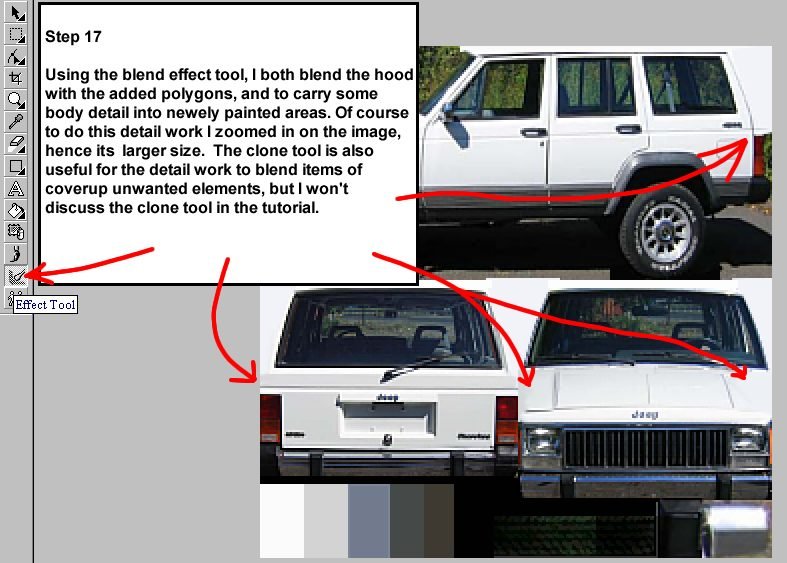 Step 17
Using the blend effect tool, I both blend the hood
with the added polygons, and to carry some
body detail into newely painted areas. Of course
to do this detail work I zoomed in on the image,
hence its larger size. The clone tool is also
useful for the detail work to blend items of
coverup unwanted elements, but I won't
discuss the clone tool in the tutorial.
Effect Tool
Jeep
Jeep